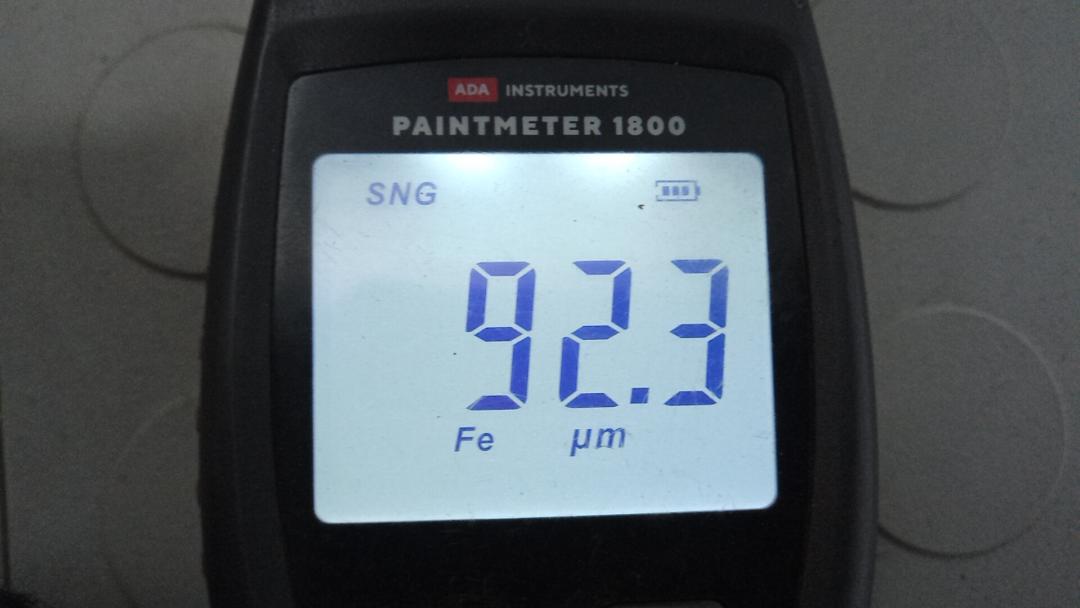 ADA INSTRUMENTS
PAINTMETER 1800
SNG
92.3
Fe μm